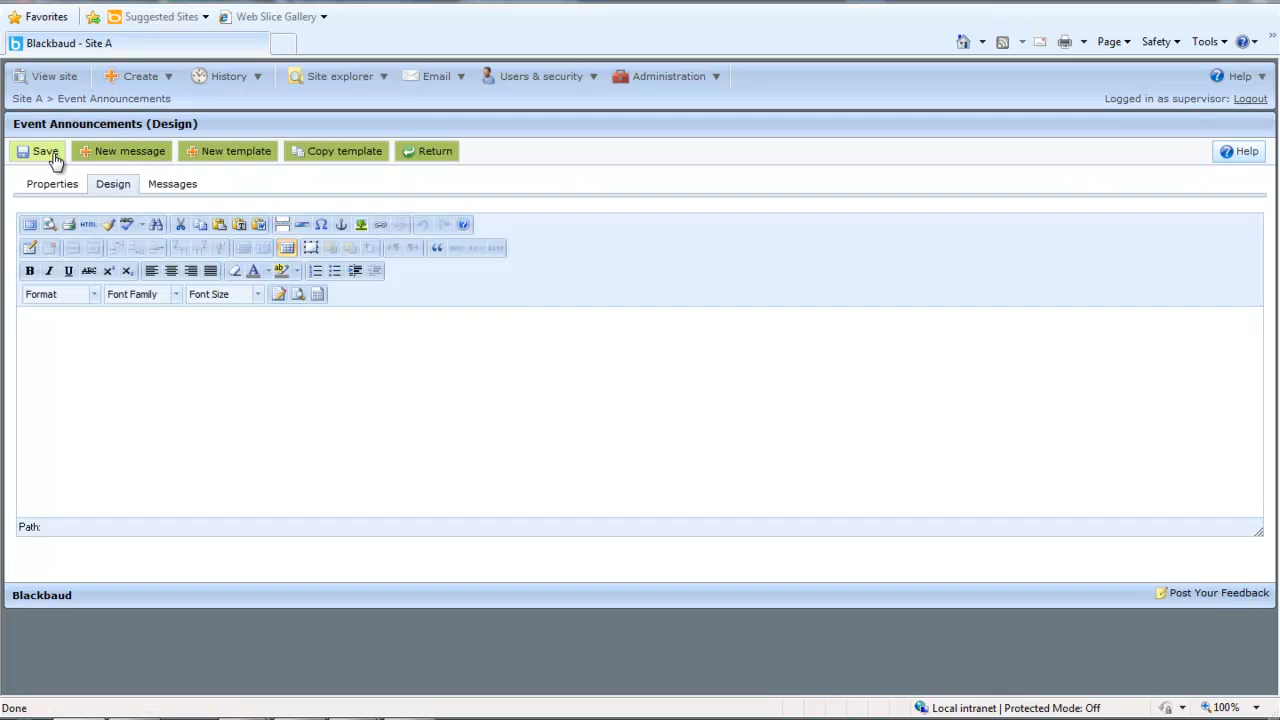 Favorites Suggested Sites Web Slice Gallery
Blackbaud - Site A Page Safety Tools
View site Create History Site explorer Email Users & security Administration Help
Site A > Event Announcements Logged in as supervisor: Logout
Event Announcements (Design)
Save New message New template Copy template Return Help
Properties Design Messages
HTML
B I U ABC
Format Font Family Font Size
Path:
Blackbaud Post Your Feedback
Done Local intranet | Protected Mode: Off 100%